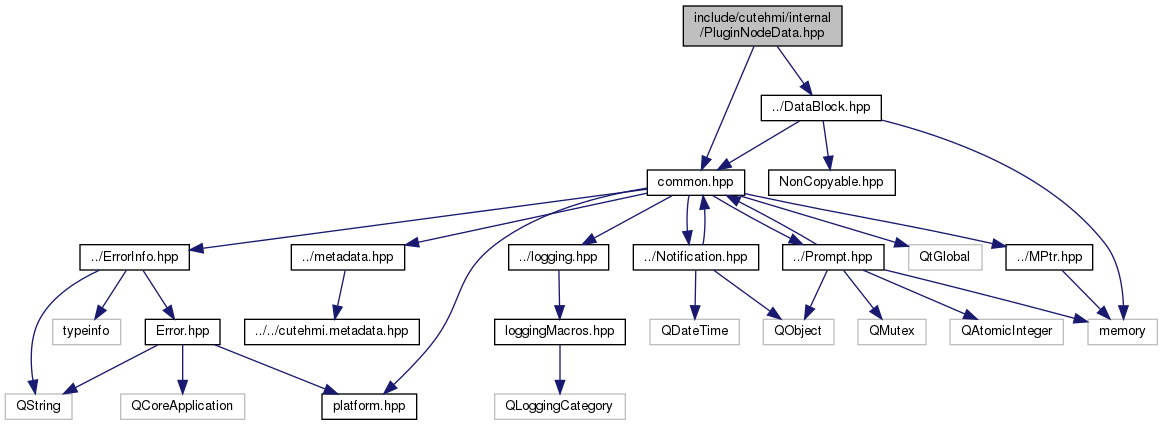 include/cutehmi/internal
/PluginNodeData.hpp
../DataBlock.hpp
common.hpp
NonCopyable.hpp
../ErrorInfo.hpp
../metadata.hpp
../logging.hpp
../Notification.hpp
../Prompt.hpp
QtGlobal
../MPtr.hpp
typeinfo
Error.hpp
../../cutehmi.metadata.hpp
loggingMacros.hpp
QDateTime
QObject
QMutex
QAtomicInteger
memory
QString
QCoreApplication
platform.hpp
QLoggingCategory